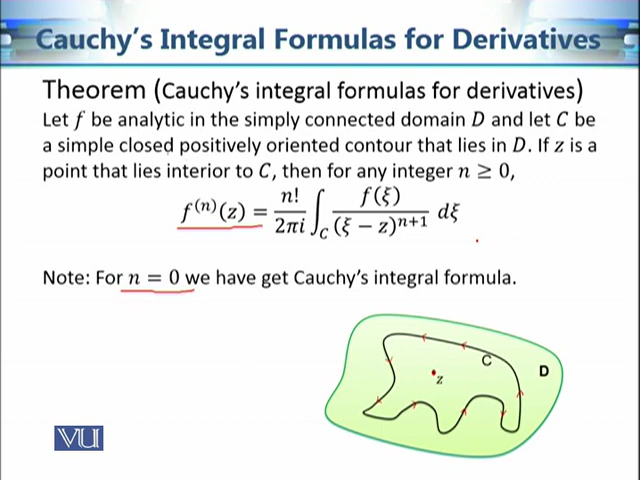 Cauchy's Integral Formulas for Derivatives
Theorem (Cauchy's integral formulas for derivatives)
Let f be analytic in the simply connected domain D and let C be
a simple closed positively oriented contour that lies in D. If z is a
point that lies interior to C, then for any integer n ≥ 0,
f⁽ⁿ⁾(z) = n!/2πi ∫_C f(ξ)/(ξ − z)ⁿ⁺¹ dξ
Note: For n = 0 we have get Cauchy's integral formula.
C
D
z
VU